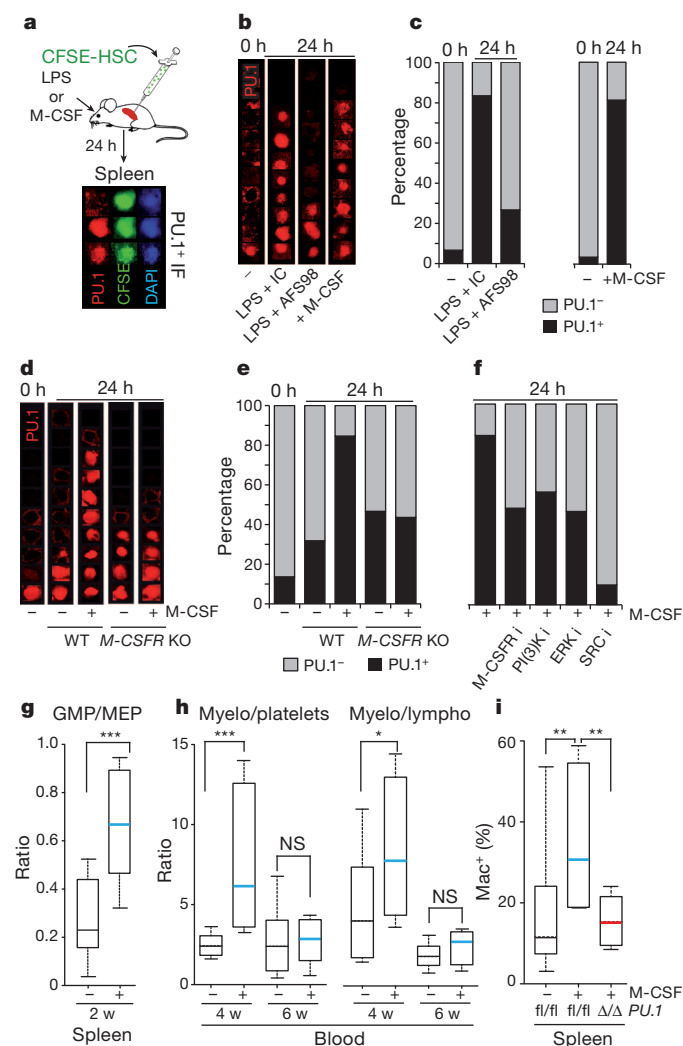 a
CFSE-HSC
LPS
or
M-CSF
24 h
Spleen
PU.1
CFSE
DAPI
PU.1⁺ IF
b
0 h 24 h
PU.1
–
LPS + IC
LPS + AFS98
+ M-CSF
c
0 h 24 h 0 h 24 h
Percentage
100
80
60
40
20
0
– LPS + IC LPS + AFS98
– +M-CSF
PU.1⁻
PU.1⁺
d
0 h 24 h
PU.1
– – + – + M-CSF
WT M-CSFR KO
e
0 h 24 h
Percentage
100
80
60
40
20
0
– – + – +
WT M-CSFR KO
PU.1⁻ PU.1⁺
f
24 h
+ + + + + M-CSF
M-CSFR i
PI(3)K i
ERK i
SRC i
g
GMP/MEP
***
Ratio
1.0
0.8
0.6
0.4
0.2
0
– +
2 w
Spleen
h
Myelo/platelets Myelo/lympho
*** NS * NS
Ratio
15
10
5
0
– + – + – + – +
4 w 6 w 4 w 6 w
Blood
i
** **
Mac⁺ (%)
60
40
20
0
– + + M-CSF
fl/fl fl/fl Δ/Δ PU.1
Spleen